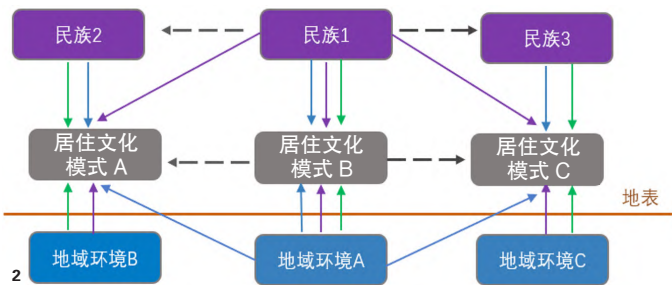 民族2
民族1
民族3
居住文化
模式 A
居住文化
模式 B
居住文化
模式 C
地表
地域环境B
地域环境A
地域环境C
2